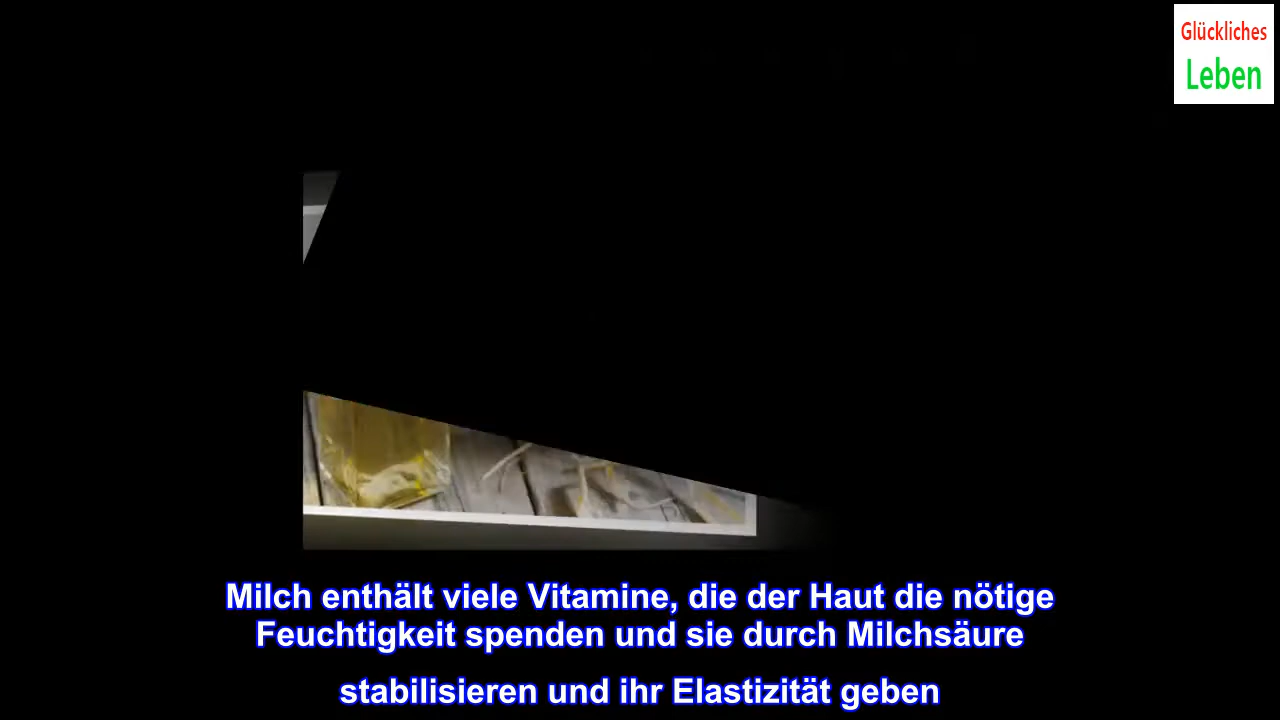 Glückliches
Leben
Milch enthält viele Vitamine, die der Haut die nötige
Feuchtigkeit spenden und sie durch Milchsäure
stabilisieren und ihr Elastizität geben